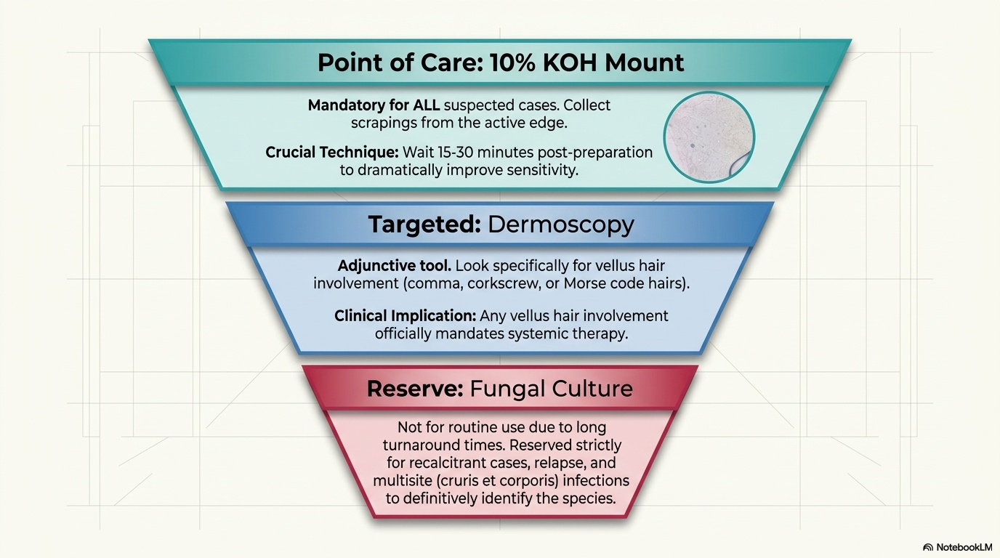 Point of Care: 10% KOH Mount
Mandatory for ALL suspected cases. Collect
scrapings from the active edge.
Crucial Technique: Wait 15-30 minutes post-preparation
to dramatically improve sensitivity.
Targeted: Dermoscopy
Adjunctive tool. Look specifically for vellus hair
involvement (comma, corkscrew, or Morse code hairs).
Clinical Implication: Any vellus hair involvement
officially mandates systemic therapy.
Reserve: Fungal Culture
Not for routine use due to long
turnaround times. Reserved strictly
for recalcitrant cases, relapse, and
multisite (cruris et corporis) infections
to definitively identify the species.
NotebookLM